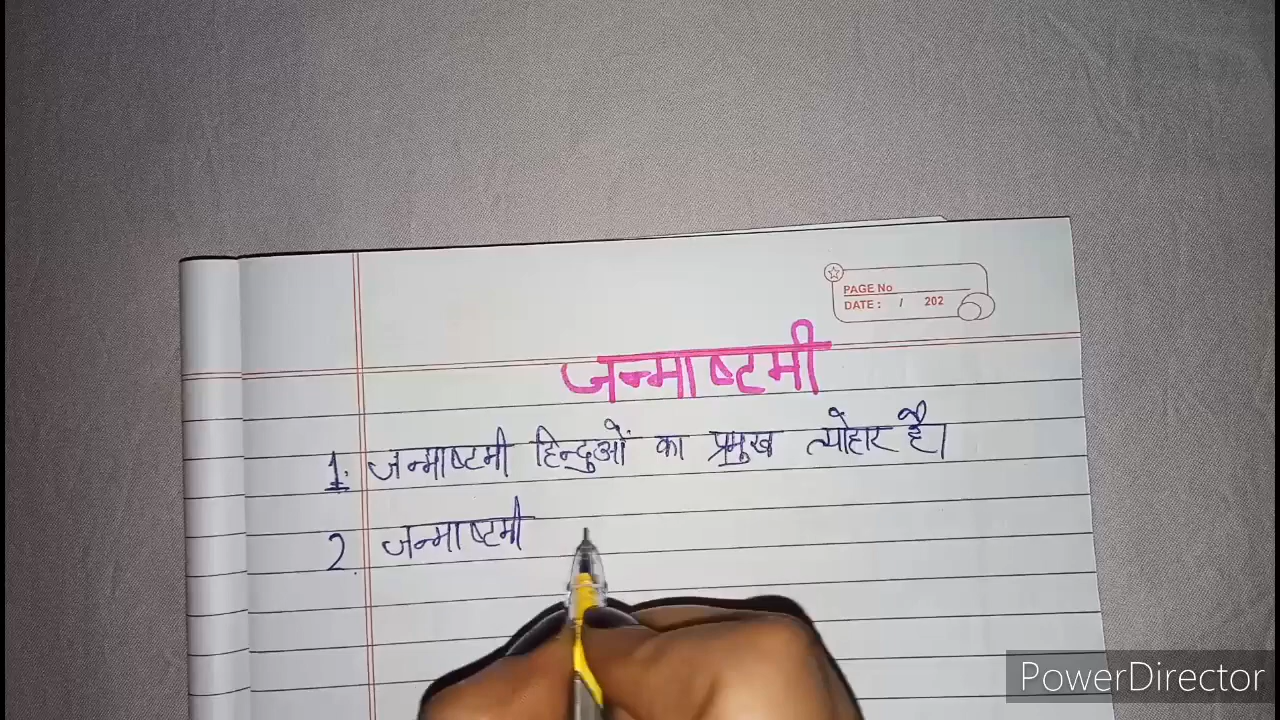 PAGE No
DATE : / 202
जन्माष्टमी
1. जन्माष्टमी हिन्दुओं का प्रमुख त्योहार है।
2. जन्माष्टमी
PowerDirector